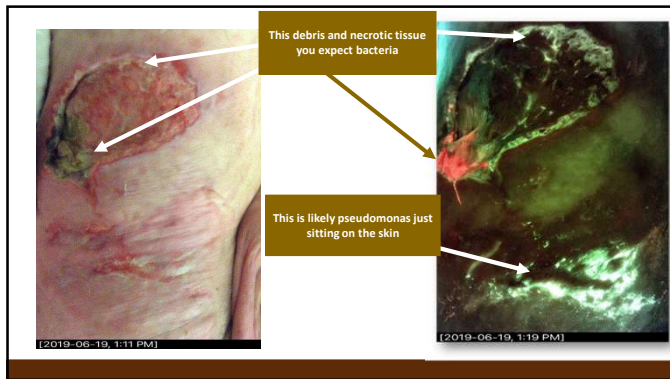 This debris and necrotic tissue
you expect bacteria
This is likely pseudomonas just
sitting on the skin
[2019-06-19, 1:11 PM]
[2019-06-19, 1:19 PM]